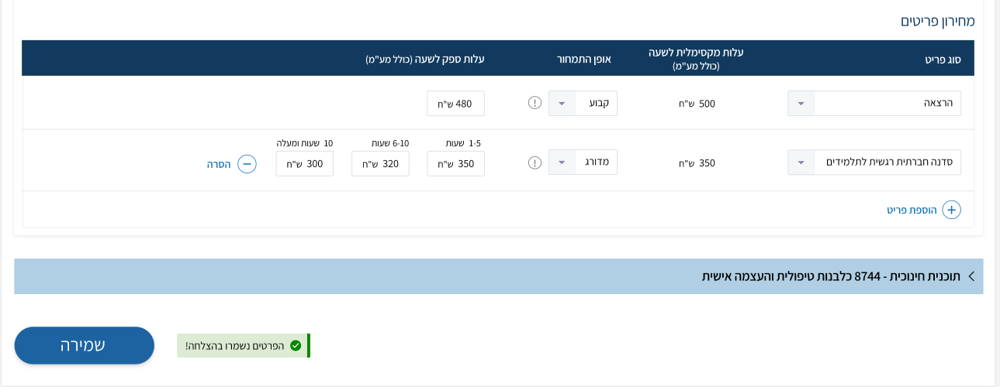 מחירון פריטים
סוג פריט
עלות מקסימלית לשעה
(כולל מע"מ)
אופן התמחור
עלות ספק לשעה (כולל מע"מ)
הרצאה
500 ש"ח
קבוע
480 ש"ח
סדנה חברתית רגשית לתלמידים
350 ש"ח
מדורג
1-5 שעות
350 ש"ח
6-10 שעות
320 ש"ח
10 שעות ומעלה
300 ש"ח
הסרה
הוספת פריט
תוכנית חינוכית - 8744 כלבנות טיפולית והעצמה אישית
הפרטים נשמרו בהצלחה!
שמירה